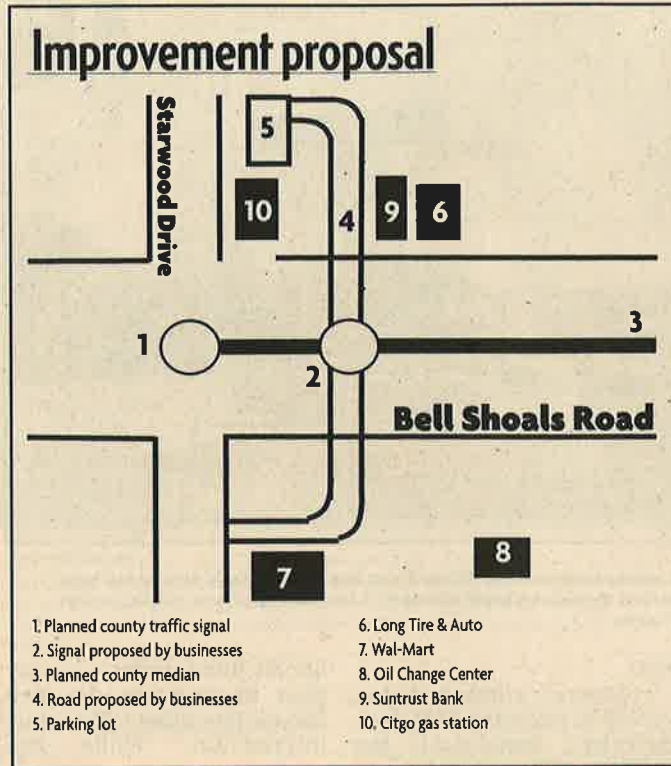 Improvement proposal
Starwood Drive
5
10
4
9
6
1
3
2
Bell Shoals Road
7
8
1. Planned county traffic signal
2. Signal proposed by businesses
3. Planned county median
4. Road proposed by businesses
5. Parking lot
6. Long Tire & Auto
7. Wal-Mart
8. Oil Change Center
9. Suntrust Bank
10. Citgo gas station